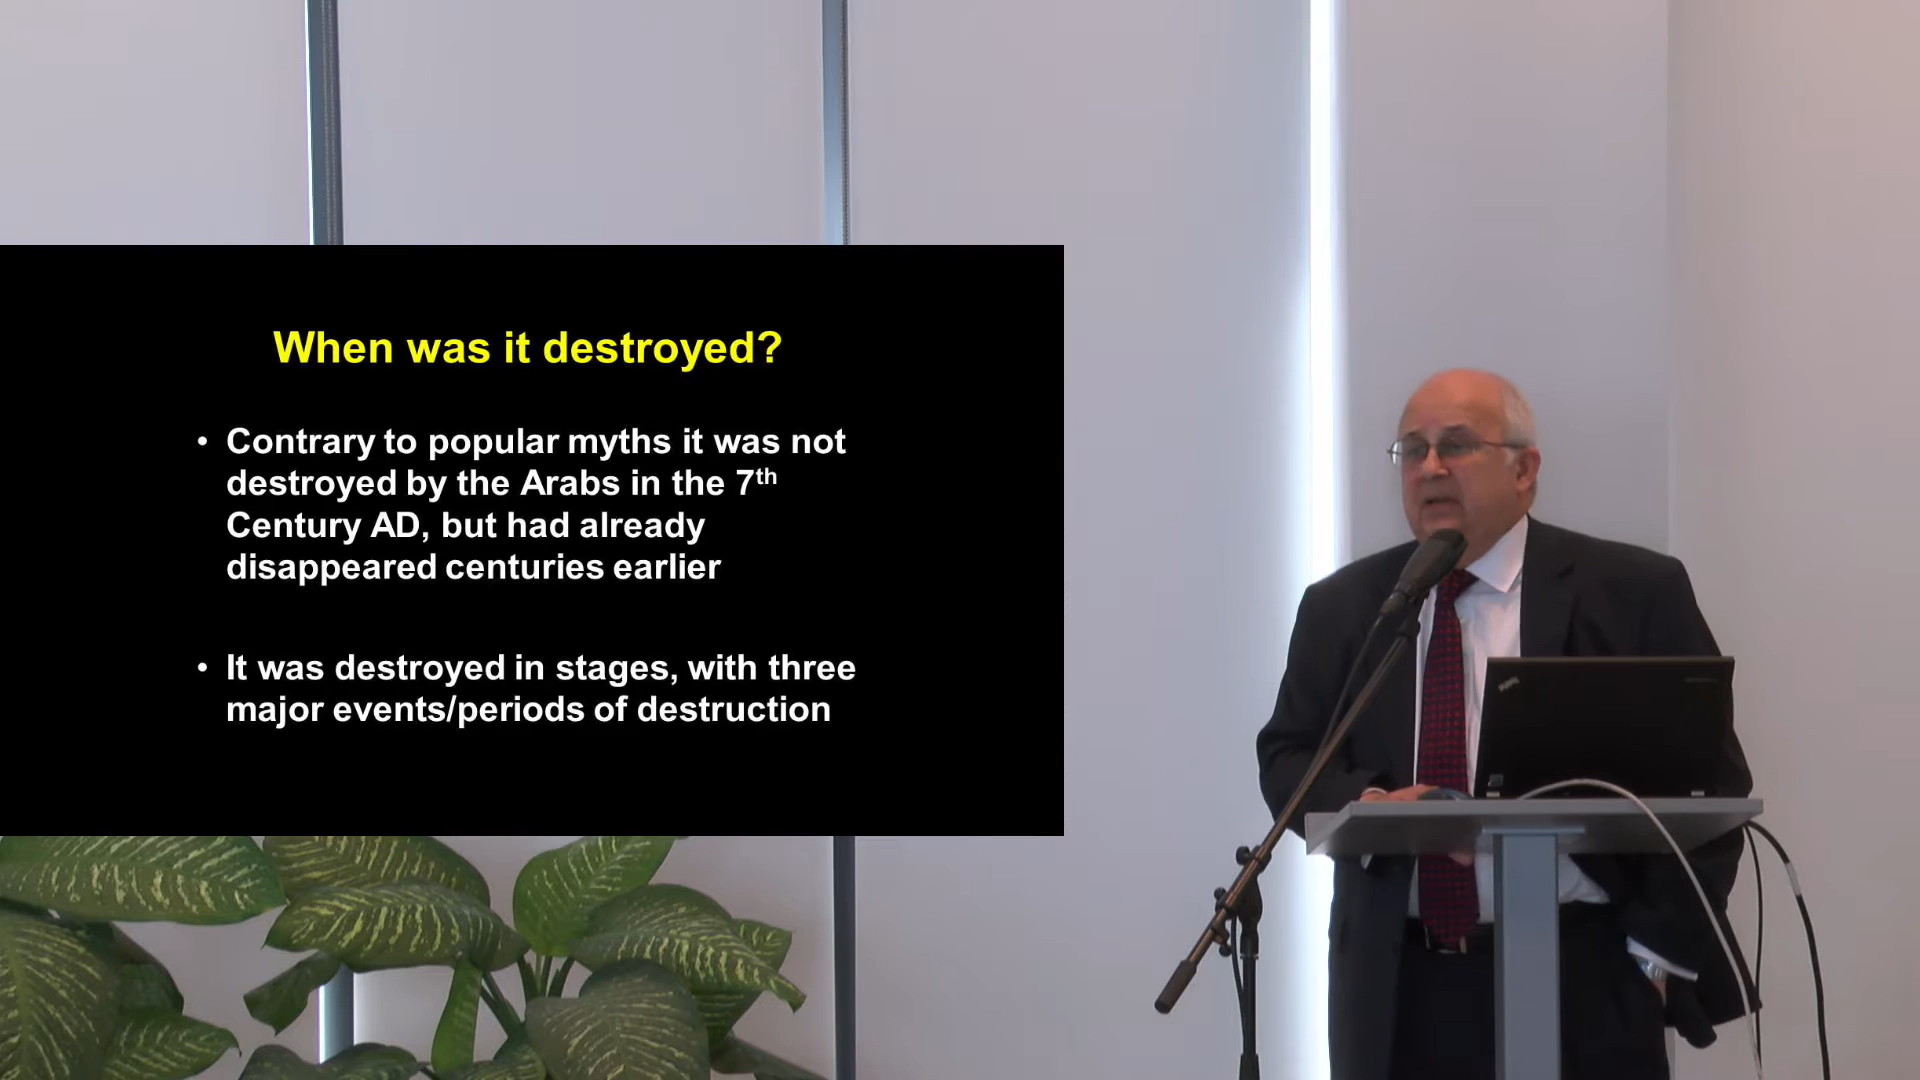 When was it destroyed?
• Contrary to popular myths it was not
destroyed by the Arabs in the 7th
Century AD, but had already
disappeared centuries earlier
• It was destroyed in stages, with three
major events/periods of destruction